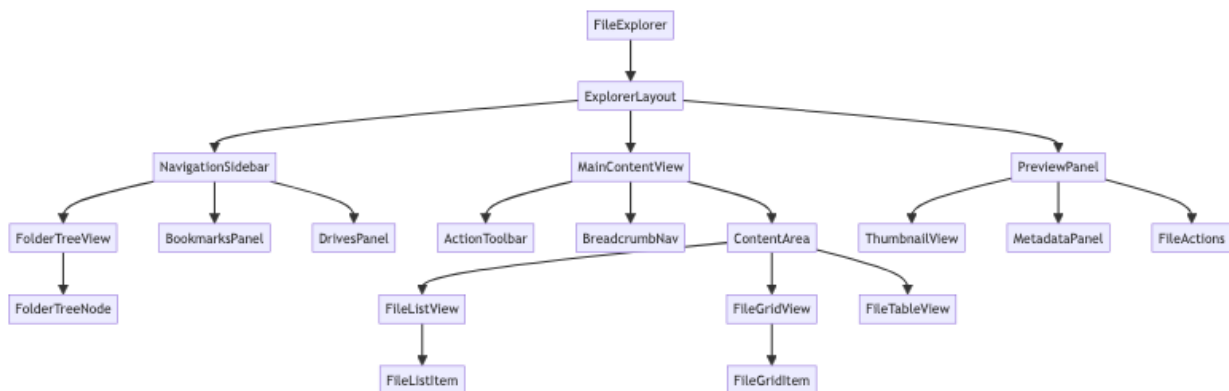 FileExplorer
ExplorerLayout
NavigationSidebar
MainContentView
PreviewPanel
FolderTreeView
BookmarksPanel
DrivesPanel
ActionToolbar
BreadcrumbNav
ContentArea
ThumbnailView
MetadataPanel
FileActions
FolderTreeNode
FileListView
FileGridView
FileTableView
FileListItem
FileGridItem